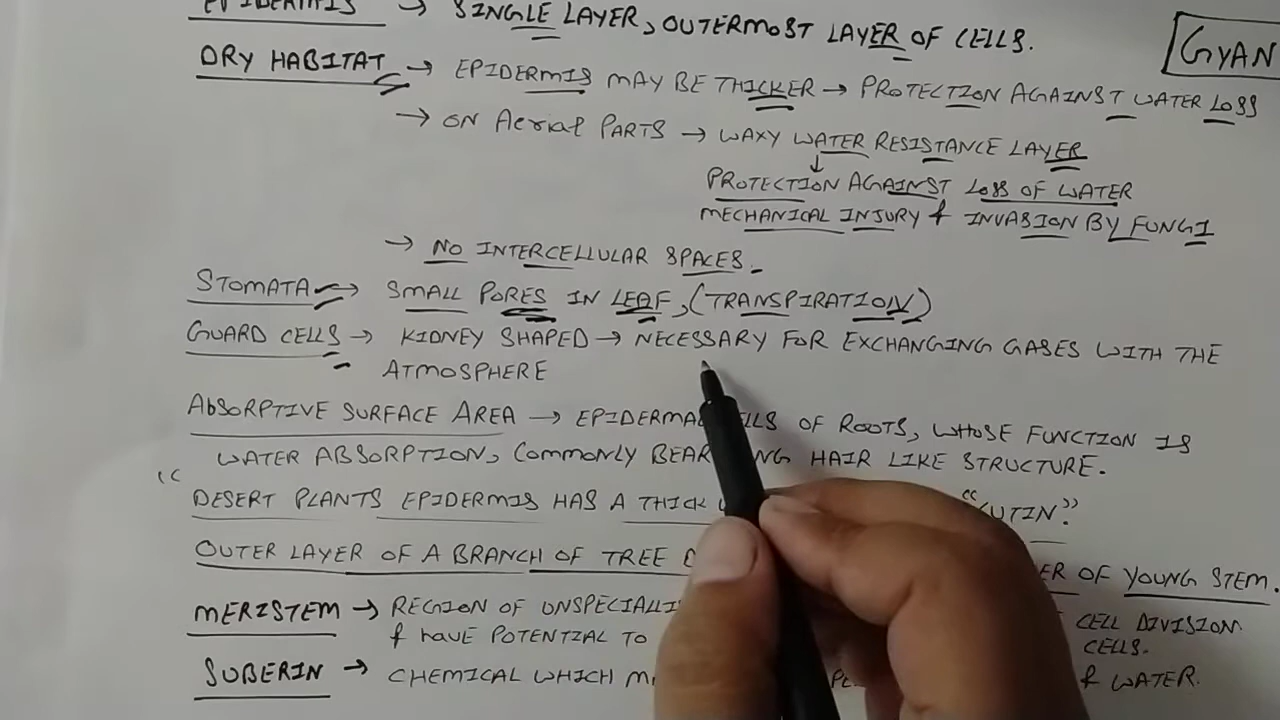 EPIDERMIS → SINGLE LAYER, OUTERMOST LAYER OF CELLS.
GYAN
DRY HABITAT → EPIDERMIS MAY BE THICKER → PROTECTION AGAINST WATER LOSS
→ ON Aerial PARTS → WAXY WATER RESISTANCE LAYER
↓
PROTECTION AGAINST LOSS OF WATER
MECHANICAL INJURY & INVASION BY FUNGI
→ NO INTERCELLULAR SPACES.
STOMATA → SMALL PORES IN LEAF, (TRANSPIRATION)
GUARD CELLS → KIDNEY SHAPED → NECESSARY FOR EXCHANGING GASES WITH THE
ATMOSPHERE
ABSORPTIVE SURFACE AREA → EPIDERMAL CELLS OF ROOTS, WHOSE FUNCTION IS
WATER ABSORPTION, COMMONLY BEARING HAIR LIKE STRUCTURE.
DESERT PLANTS EPIDERMIS HAS A THICK "CUTIN".
OUTER LAYER OF A BRANCH OF TREE OF YOUNG STEM.
MERISTEM → REGION OF CELL DIVISION
& HAVE POTENTIAL TO CELLS.
SUBERIN → CHEMICAL WHICH & WATER.